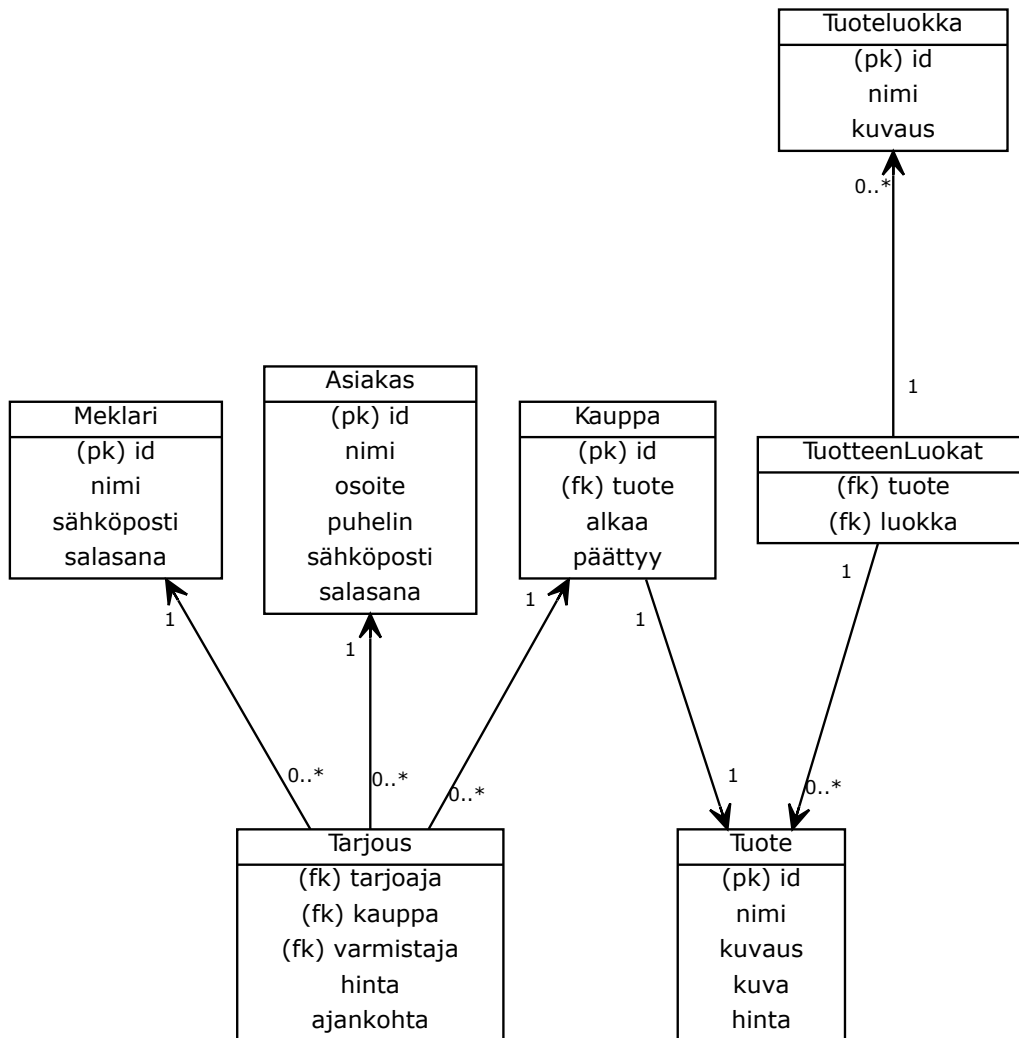 Tuoteluokka
(pk) id
nimi
kuvaus
0..*
1
Meklari
(pk) id
nimi
sähköposti
salasana
Asiakas
(pk) id
nimi
osoite
puhelin
sähköposti
salasana
Kauppa
(pk) id
(fk) tuote
alkaa
päättyy
TuotteenLuokat
(fk) tuote
(fk) luokka
1
1
1
1
1
0..*
0..*
0..*
1
0..*
Tarjous
(fk) tarjoaja
(fk) kauppa
(fk) varmistaja
hinta
ajankohta
Tuote
(pk) id
nimi
kuvaus
kuva
hinta